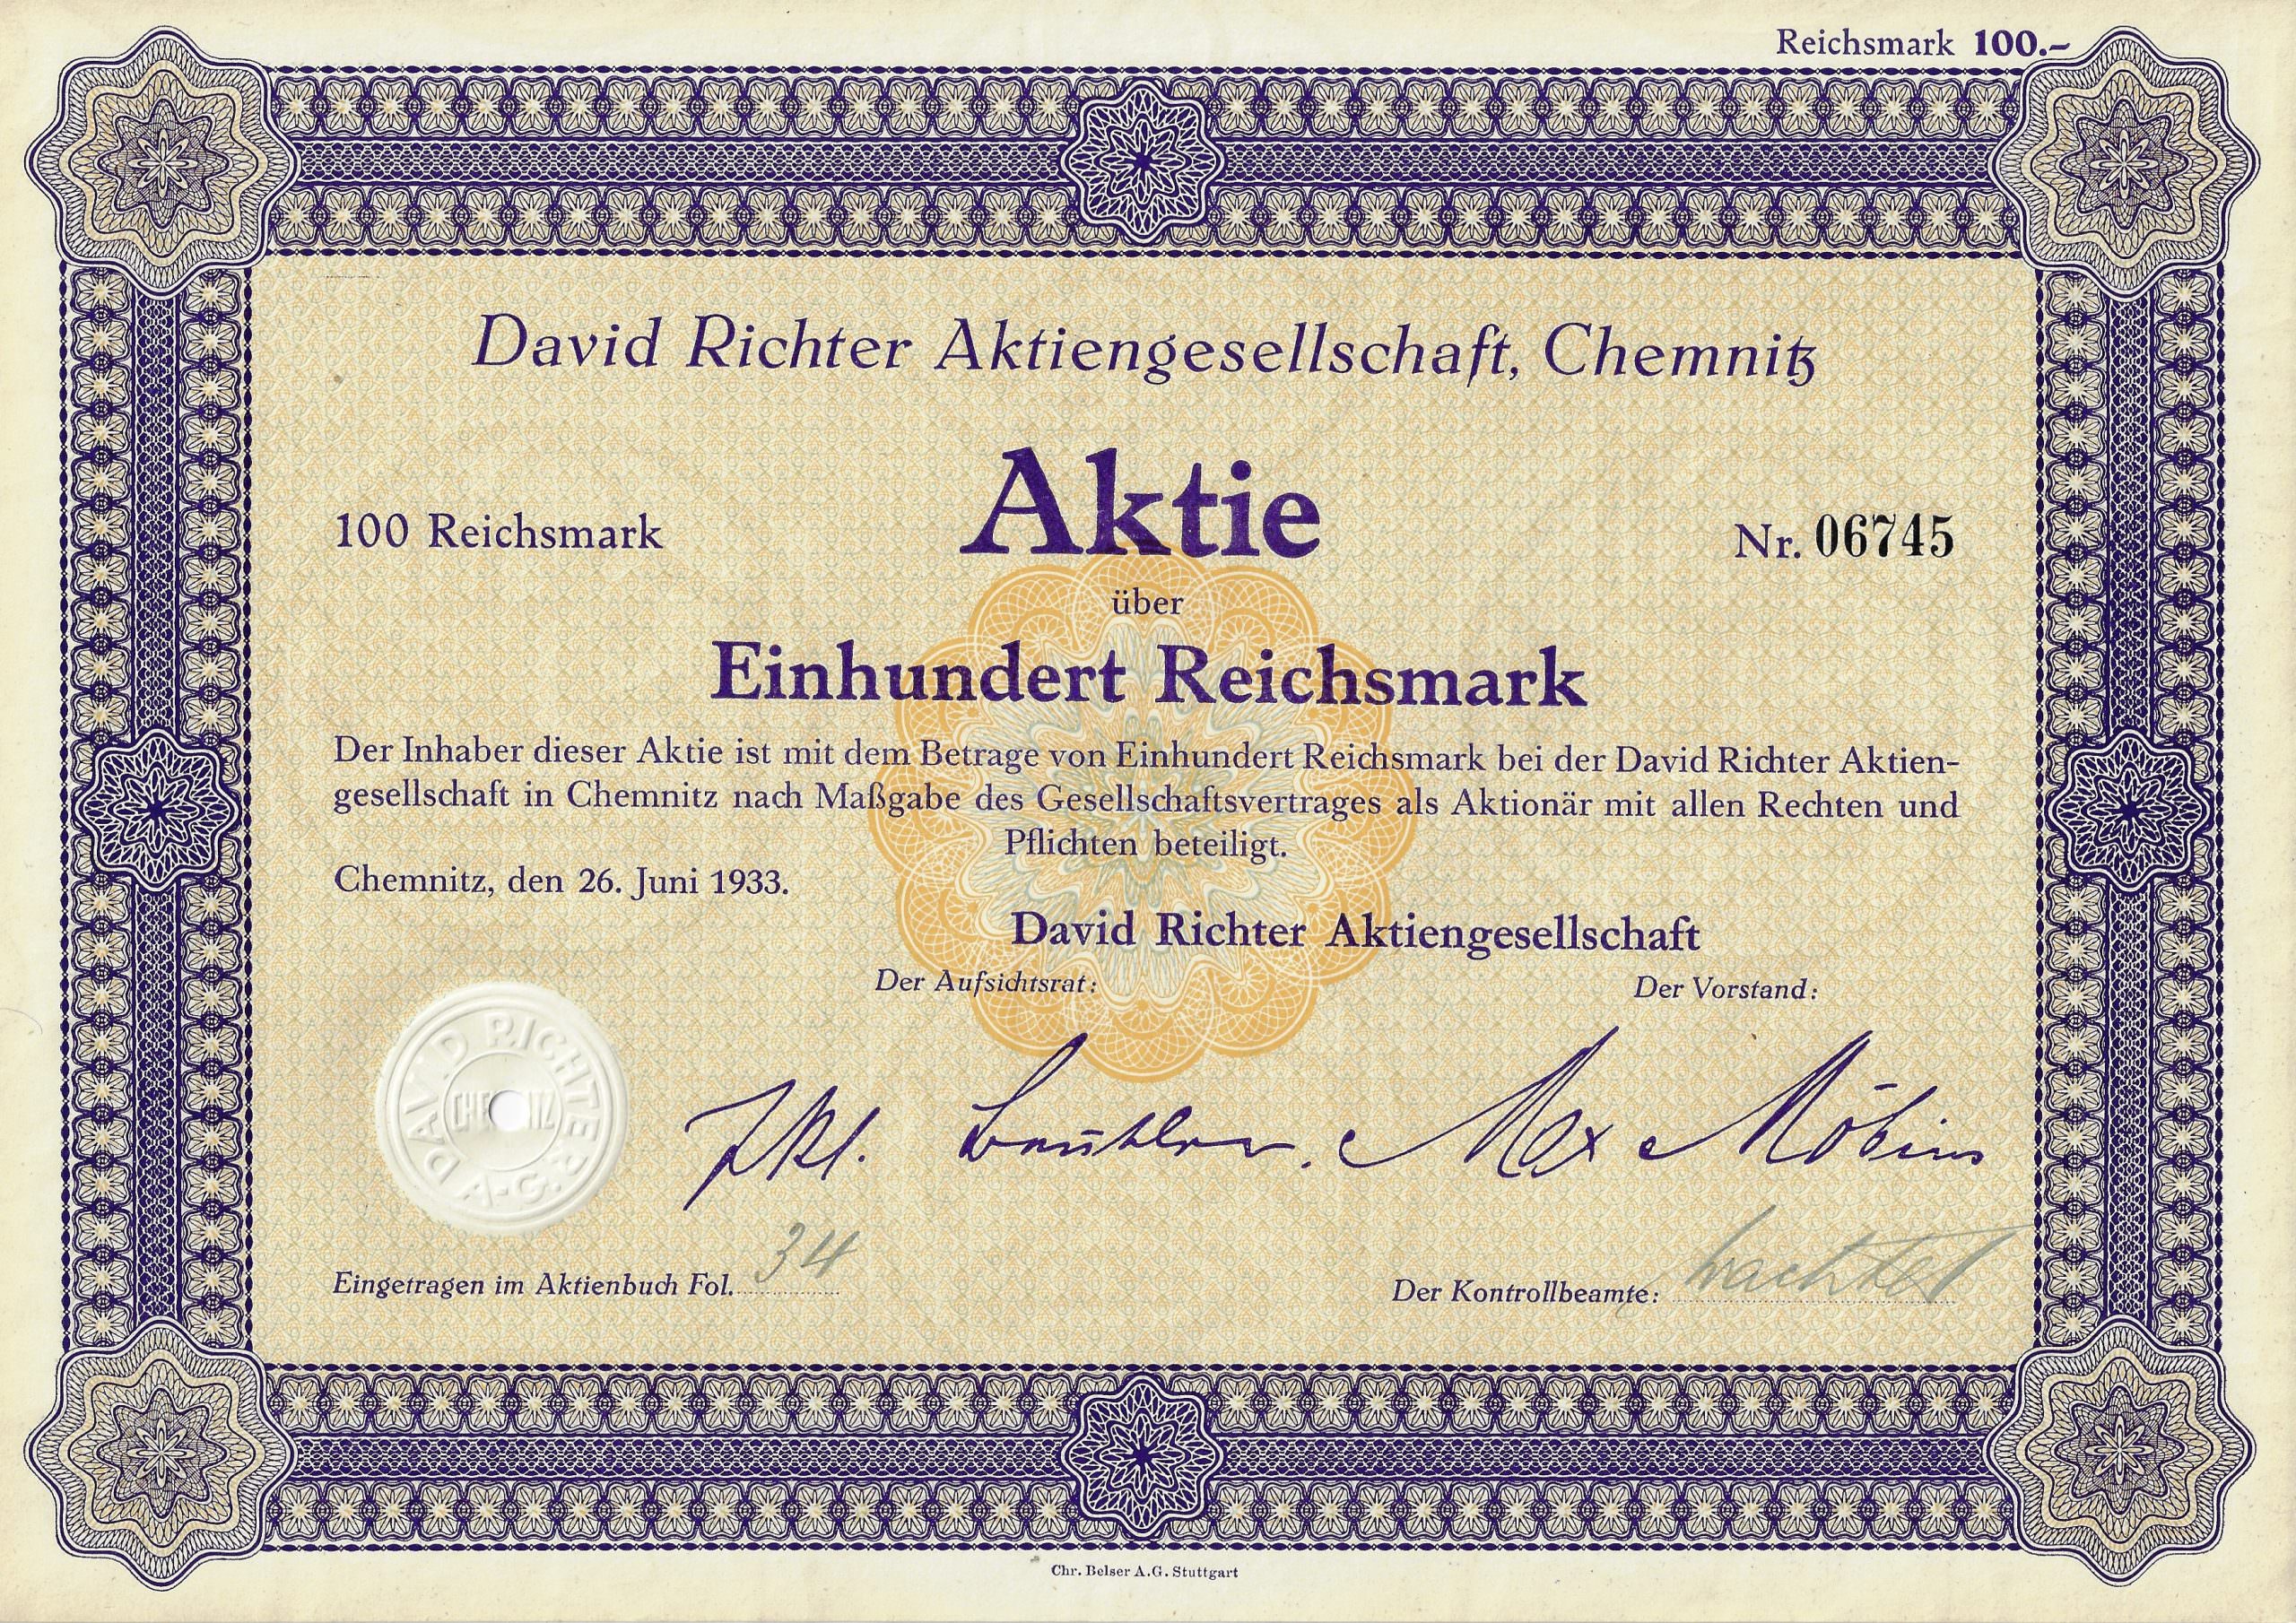 Reichsmark 100.-
David Richter Aktiengesellschaft, Chemnitz
Aktie
100 Reichsmark
Nr. 06745
über
Einhundert Reichsmark
Der Inhaber dieser Aktie ist mit dem Betrage von Einhundert Reichsmark bei der David Richter Aktien-
gesellschaft in Chemnitz nach Maßgabe des Gesellschaftsvertrages als Aktionär mit allen Rechten und
Pflichten beteiligt.
Chemnitz, den 26. Juni 1933.
David Richter Aktiengesellschaft
Der Aufsichtsrat:
Der Vorstand:
DAVID RICHTER A.-G.
Max Möbius
Eingetragen im Aktienbuch Fol. 34
Der Kontrollbeamte:
Chr. Belser A.G. Stuttgart